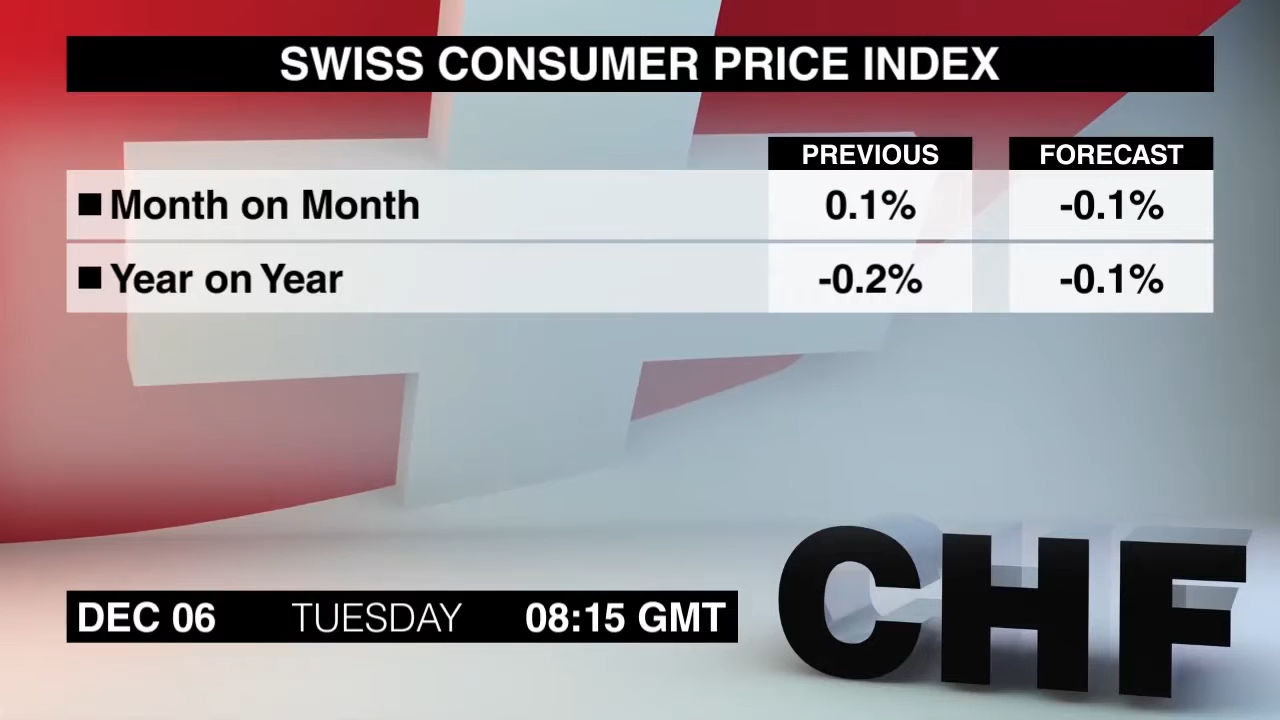 SWISS CONSUMER PRICE INDEX
PREVIOUS FORECAST
Month on Month 0.1% -0.1%
Year on Year -0.2% -0.1%
DEC 06 TUESDAY 08:15 GMT
CHF